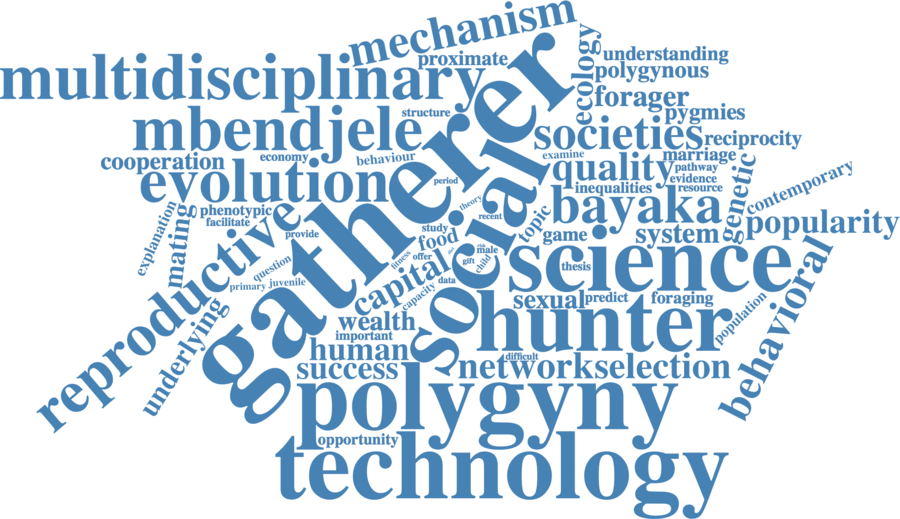 mechanism
proximate
ecology
understanding
multidisciplinary
polygynous
forager
structure
pygmies
mbendjele
gatherer
societies
reciprocity
cooperation
economy
behaviour
examine
marriage
evolution
quality
pathway
evidence
period
inequalities
resource
genetic
contemporary
explanation
mating
phenotypic
facilitate
theory
recent
social
topic
bayaka
popularity
reproductive
provide
study
food
game
system
male
offer
question
fitness
gift
child
science
thesis
primary
juvenile
capital
data
capacity
behavioral
underlying
wealth
sexual
predict
foraging
population
important
hunter
human
difficult
success
network
selection
polygyny
opportunity
technology